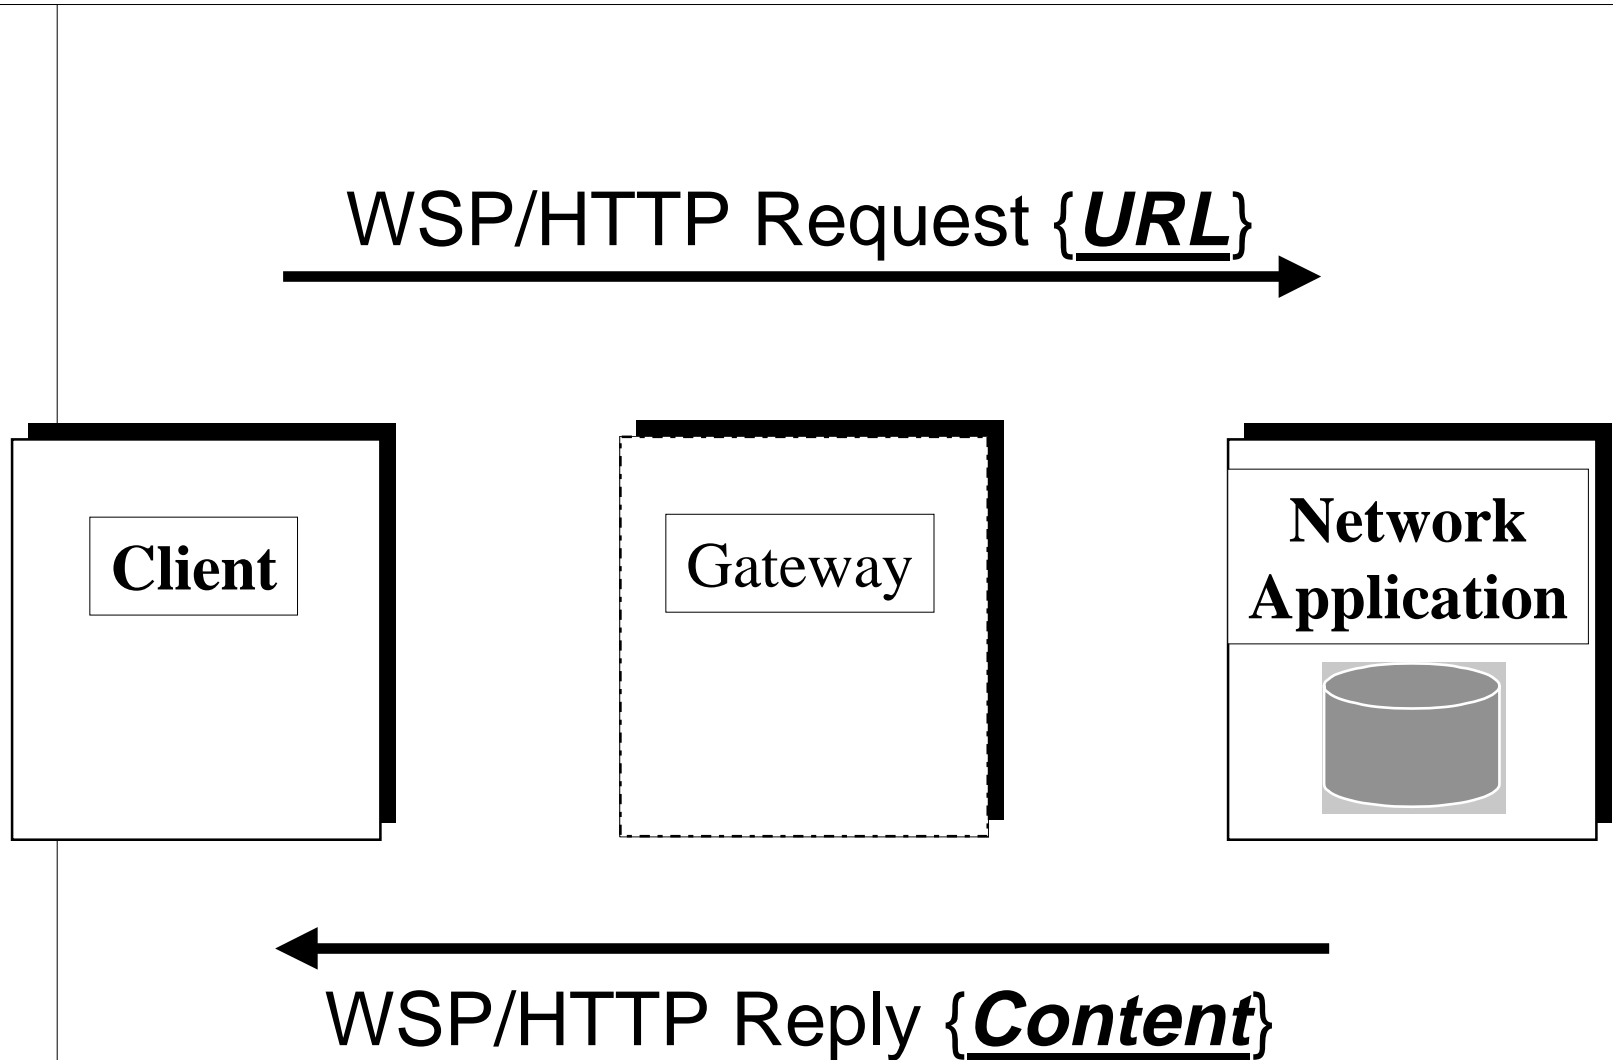 WSP/HTTP Request {URL}
Client
Gateway
Network
Application
WSP/HTTP Reply {Content}